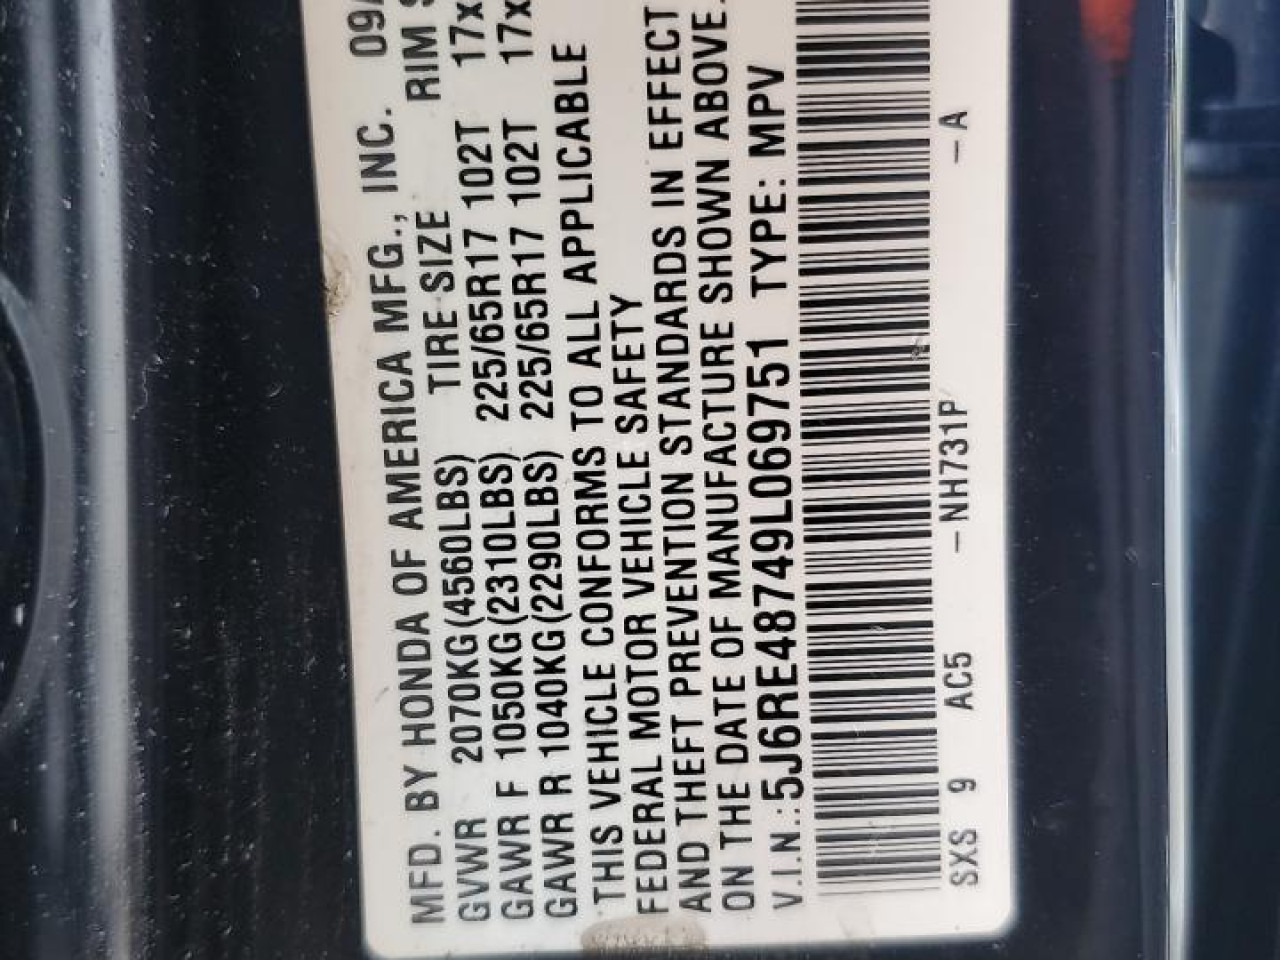 MFD. BY HONDA OF AMERICA MFG., INC. 09/
TIRE SIZE RIM
GVWR 2070KG(4560LBS) 225/65R17 102T 17x
GAWR F 1050KG(2310LBS) 225/65R17 102T 17x
GAWR R 1040KG(2290LBS)
THIS VEHICLE CONFORMS TO ALL APPLICABLE
FEDERAL MOTOR VEHICLE SAFETY
AND THEFT PREVENTION STANDARDS IN EFFECT
ON THE DATE OF MANUFACTURE SHOWN ABOVE.
V.I.N.:5J6RE48749L069751 TYPE: MPV
SXS 9 AC5 -NH731P -A